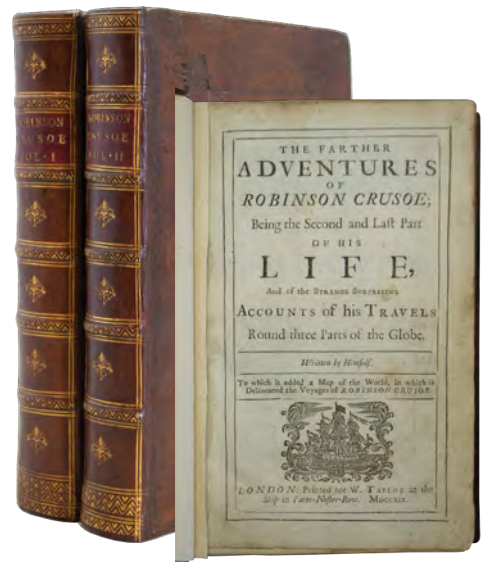 ROBINSON
CRUSOE
VOL·I
ROBINSON
CRUSOE
VOL·II
THE FARTHER
ADVENTURES
OF
ROBINSON CRUSOE;
Being the Second and Laſt Part
OF HIS
LIFE,
And of the STRANGE SURPRIZING
ACCOUNTS of his TRAVELS
Round three Parts of the Globe.
Written by Himſelf.
To which is added a Map of the World, in which is
Delineated the Voyages of ROBINSON CRUSOE.
LONDON: Printed for W. TAYLOR at the
Ship in Pater-Noſter-Row. MDCCXIX.